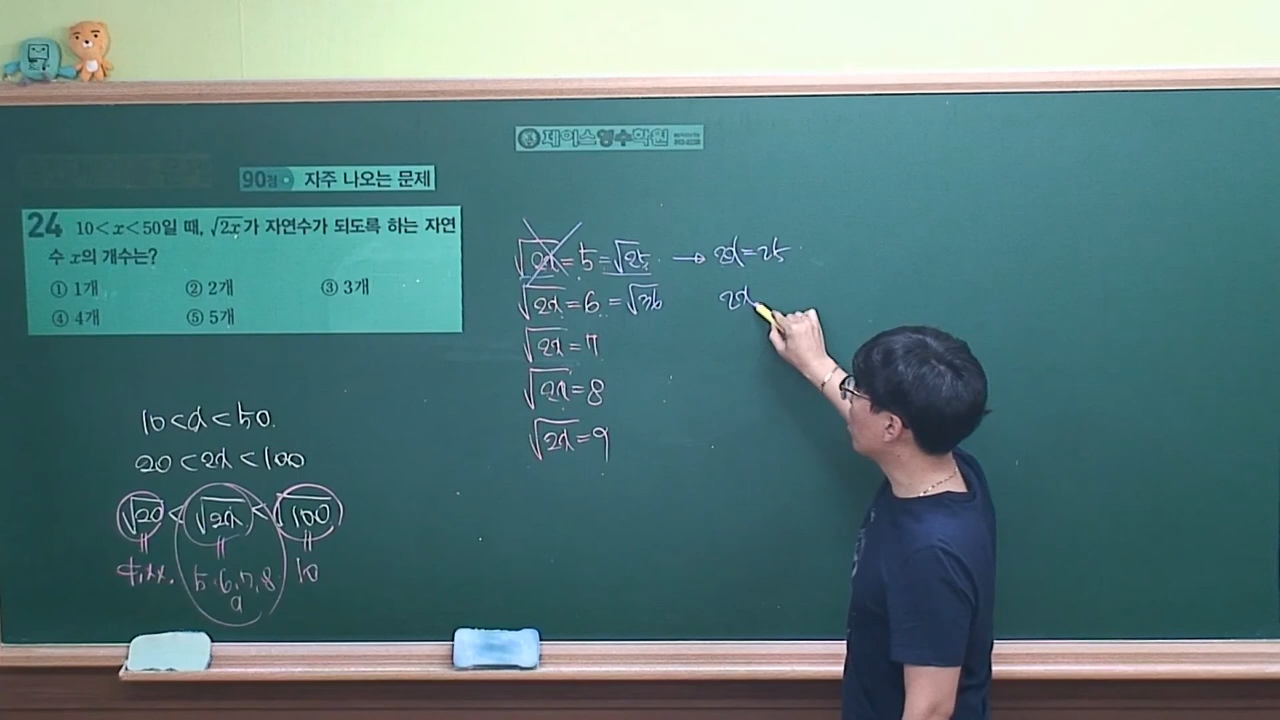 제이스영수학원
90점 자주 나오는 문제
24 10<x<50일 때, √2x가 자연수가 되도록 하는 자연
수 x의 개수는?
① 1개 ② 2개 ③ 3개
④ 4개 ⑤ 5개
10<x<50.
20<2x<100
√20<√2x<√100
4.xx. 5.6,7,8 10
9
√2x=5=√25 → 2x=25
√2x=6=√36 2x
√2x=7
√2x=8
√2x=9